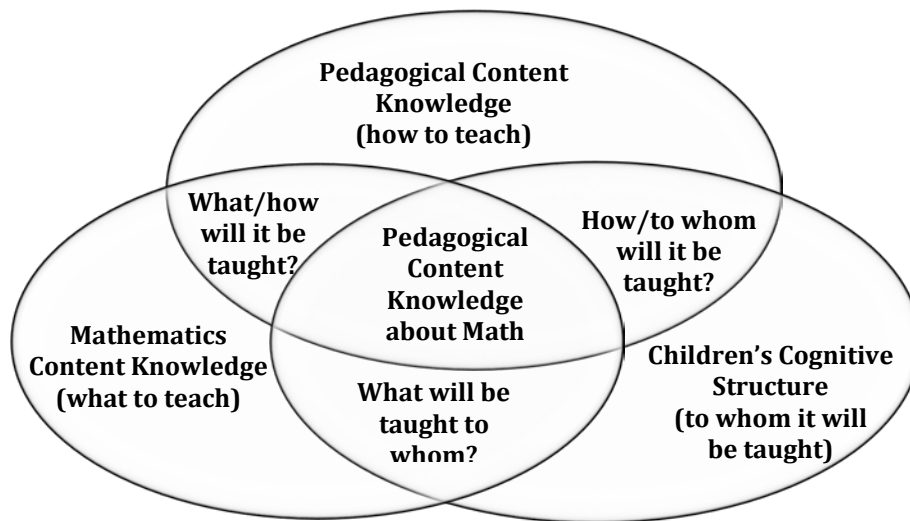 Pedagogical Content
Knowledge
(how to teach)
What/how
will it be
taught?
How/to whom
will it be
taught?
Pedagogical
Content
Knowledge
about Math
Mathematics
Content Knowledge
(what to teach)
Children’s Cognitive
Structure
(to whom it will
be taught)
What will be
taught to
whom?